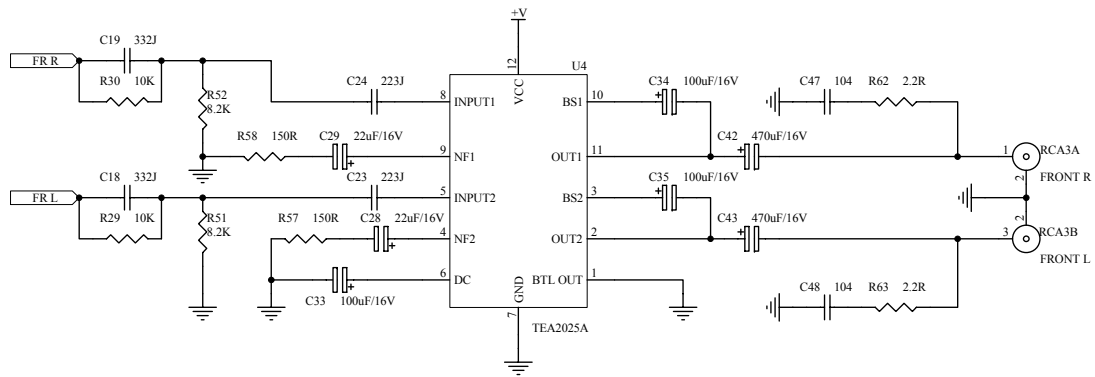 +V
C19 332J
FR R
R30 10K
R52
8.2K
C24 223J
R58 150R
C29 22uF/16V
C18 332J
FR L
R29 10K
R51
8.2K
C23 223J
R57 150R
C28 22uF/16V
C33 100uF/16V
U4
12
VCC
8 INPUT1
9 NF1
5 INPUT2
4 NF2
6 DC
BS1 10
OUT1 11
BS2 3
OUT2 2
BTL OUT 1
GND
7
TEA2025A
C34 100uF/16V
C42 470uF/16V
C35 100uF/16V
C43 470uF/16V
C47 104 R62 2.2R
1 RCA3A
2
FRONT R
2
3 RCA3B
FRONT L
C48 104 R63 2.2R